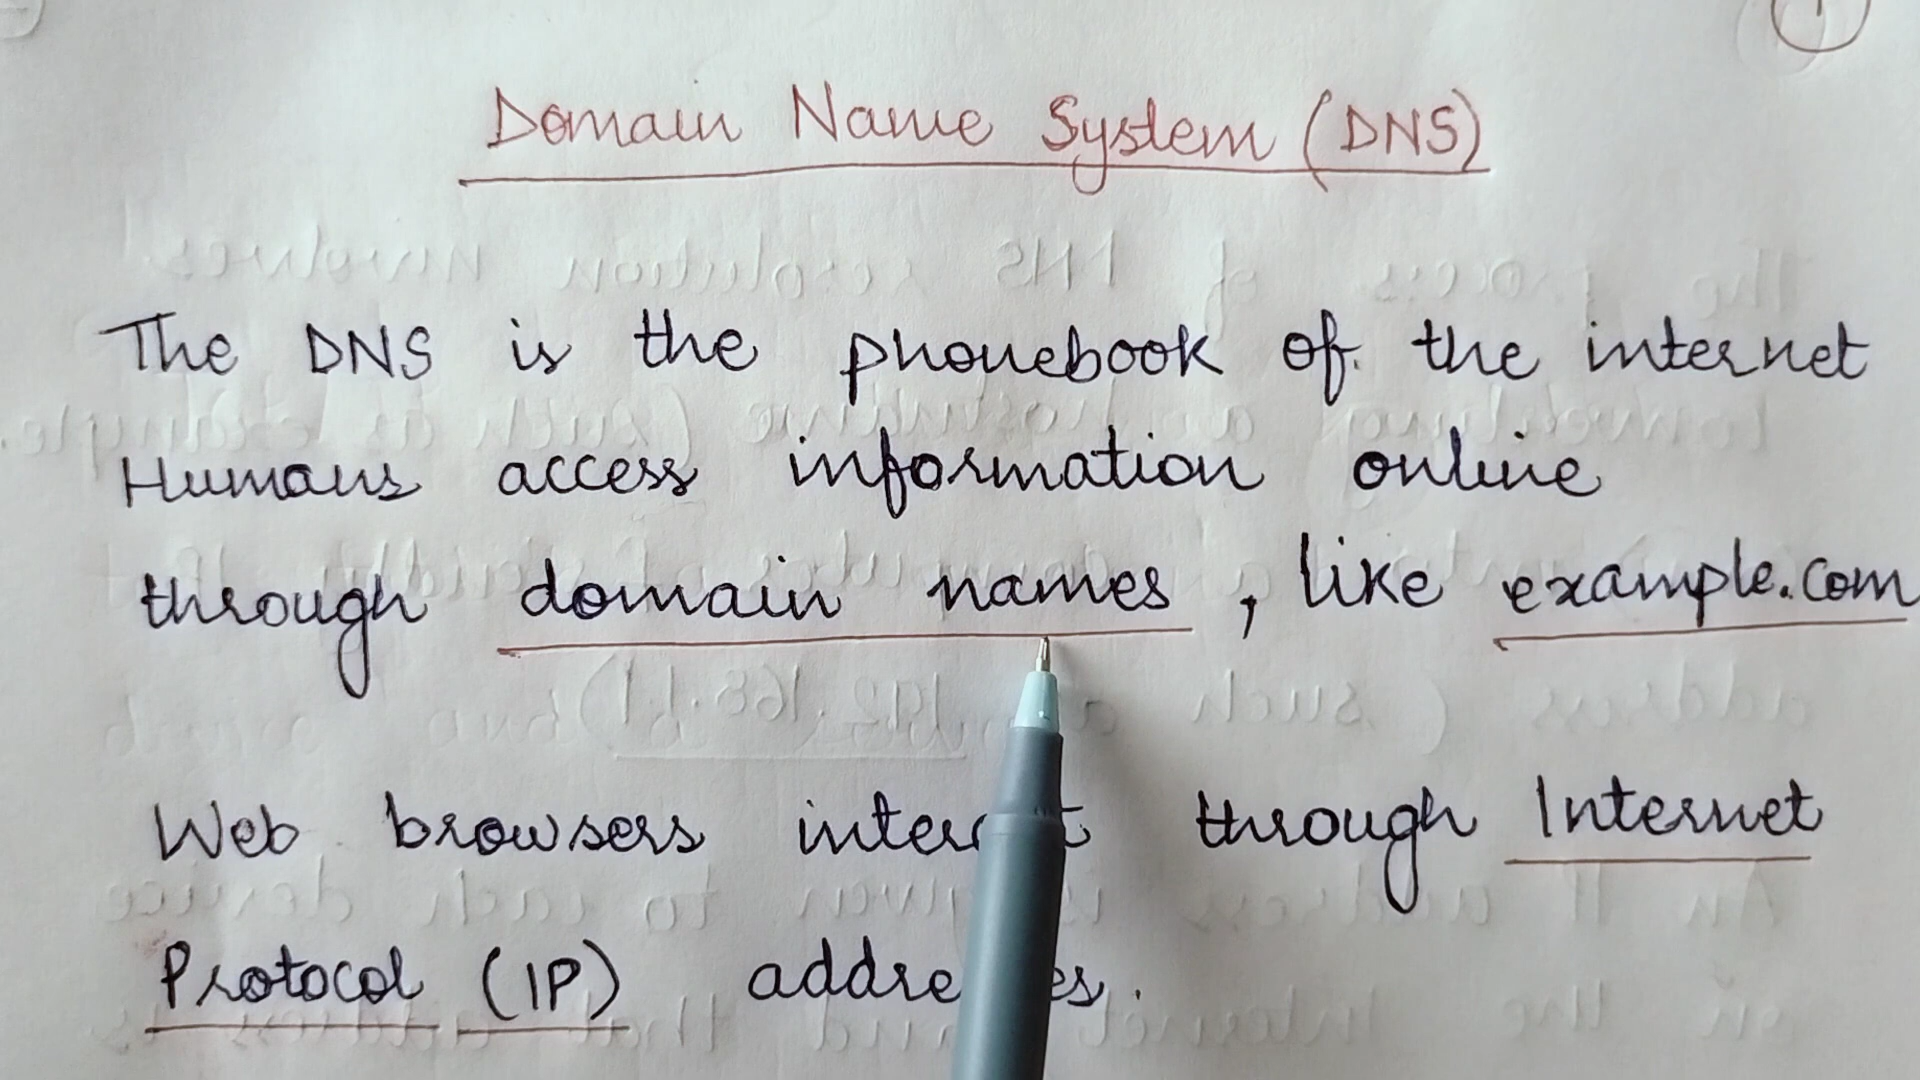 1
Domain Name System (DNS)
The DNS is the phonebook of the internet
Humans access information online
through domain names, like example.com
Web browsers through Internet
Protocol (IP)